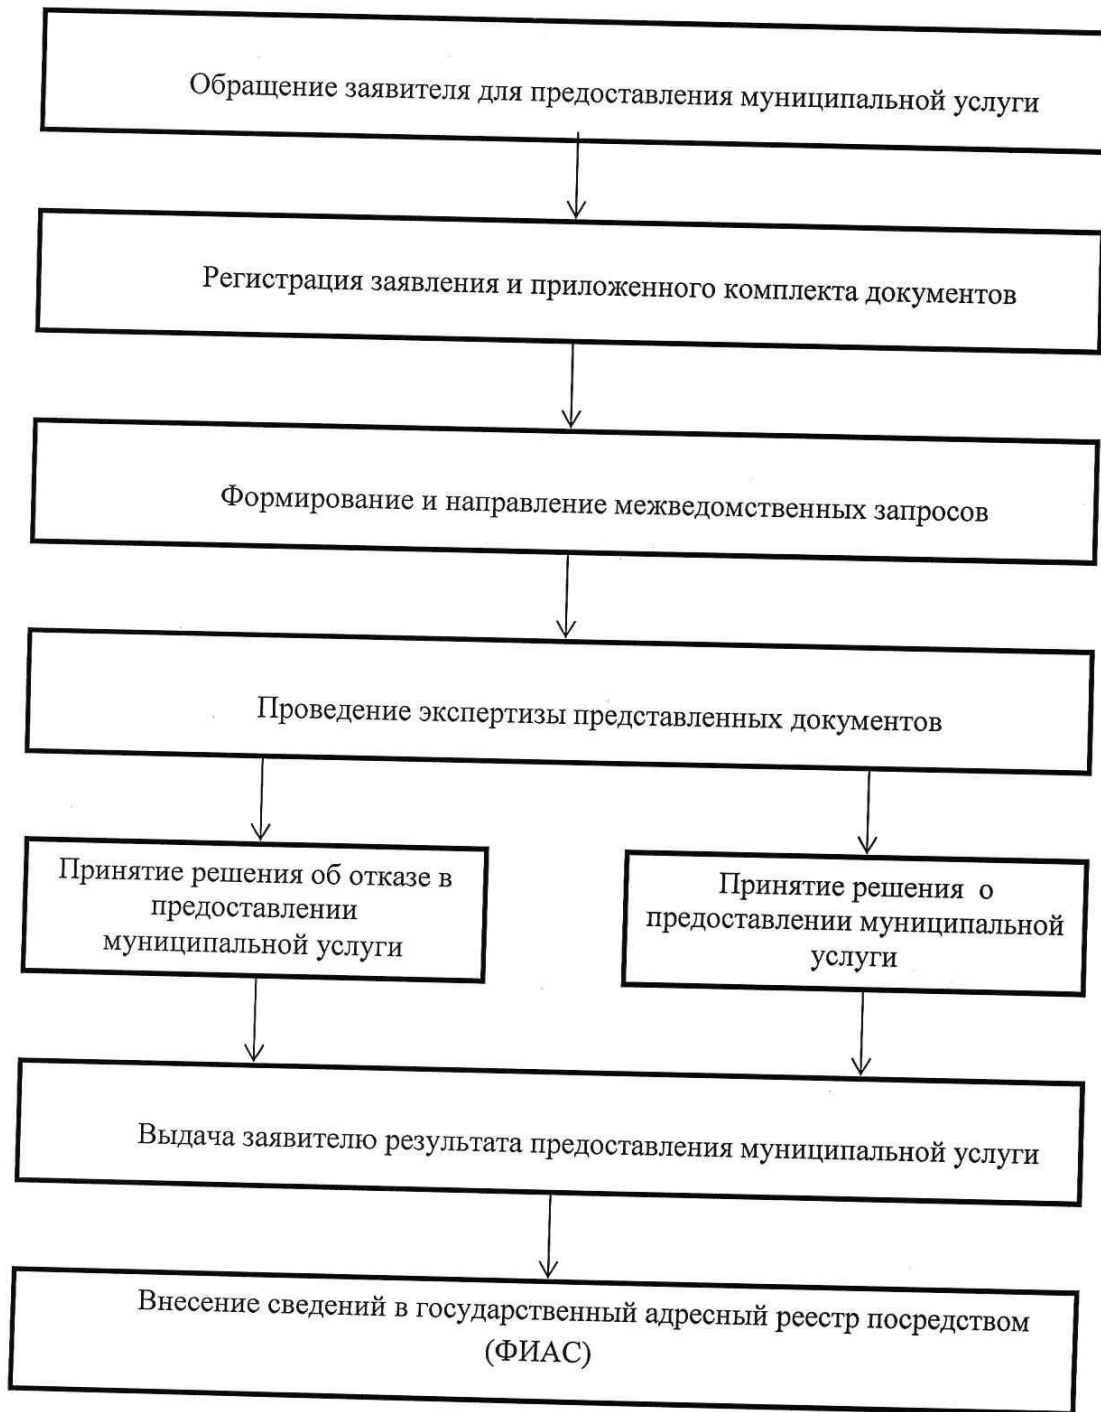 Обращение заявителя для предоставления муниципальной услуги
Регистрация заявления и приложенного комплекта документов
Формирование и направление межведомственных запросов
Проведение экспертизы представленных документов
Принятие решения об отказе в
предоставлении
муниципальной услуги
Принятие решения о
предоставлении муниципальной
услуги
Выдача заявителю результата предоставления муниципальной услуги
Внесение сведений в государственный адресный реестр посредством
(ФИАС)